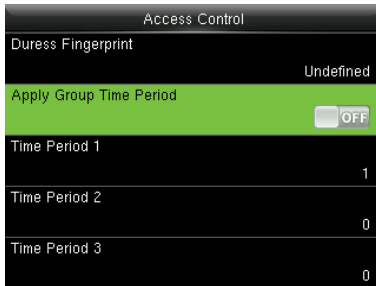 Access Control
Duress Fingerprint
Undefined
Apply Group Time Period
OFF
Time Period 1
1
Time Period 2
0
Time Period 3
0